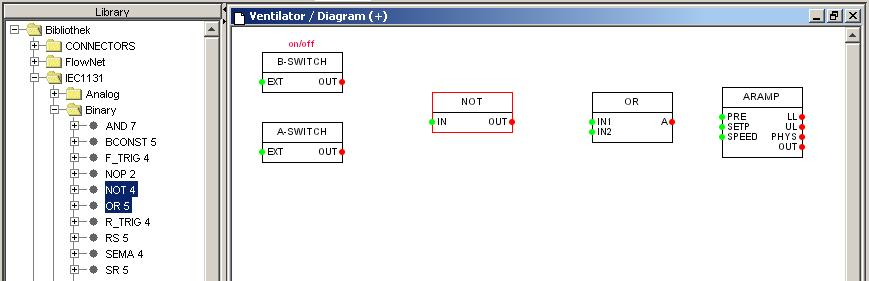 Library
Bibliothek
CONNECTORS
FlowNet
IEC1131
Analog
Binary
AND 7
BCONST 5
F_TRIG 4
NOP 2
NOT 4
OR 5
R_TRIG 4
RS 5
SEMA 4
SR 5
Ventilator / Diagram (+)
on/off
B-SWITCH
EXT OUT
A-SWITCH
EXT OUT
NOT
IN OUT
OR
IN1 A
IN2
ARAMP
PRE LL
SETP UL
SPEED PHYS
OUT